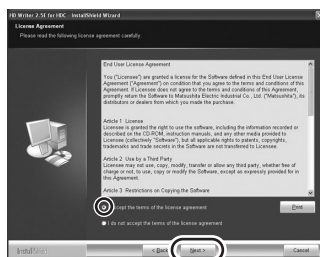 HD Writer 2.5E for HDC - InstallShield Wizard
License Agreement
Please read the following license agreement carefully.
End User License Agreement
You ("Licensees") are granted a license for the Software defined in this End User License
Agreement ("Agreement") on condition that you agree to the terms and conditions of this
Agreement. If Licensees does not agree to the terms and conditions of this Agreement,
promptly return the Software to Matsushita Electric Industrial Co., Ltd. ("Matsushita"), its
distributors or dealers from which you made the purchase.
Article 1 License
Licensee is granted the right to use the software, including the information recorded or
described on the CD-ROM, instruction manuals, and any other media provided to
Licensee (collectively "Software"), but all applicable rights to patents, copyrights,
trademarks and trade secrets in the Software are not transferred to Licensee.
Article 2 Use by a Third Party
Licensee may not use, copy, modify, transfer or allow any third party, whether free of
charge or not, to use, copy or modify the Software, except as expressly provided for in
this Agreement.
Article 3 Restrictions on Copying the Software
accept the terms of the license agreement
Print
I do not accept the terms of the license agreement
InstallShield
< Back
Next >
Cancel